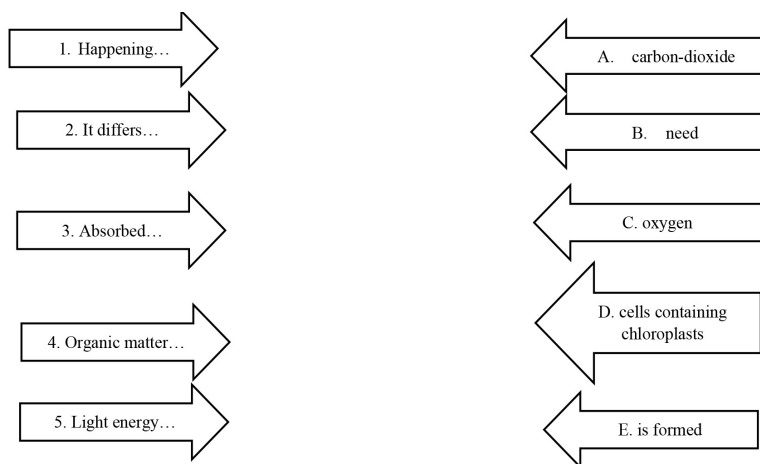 1. Happening…
A. carbon-dioxide
2. It differs…
B. need
3. Absorbed…
C. oxygen
4. Organic matter…
D. cells containing
chloroplasts
5. Light energy…
E. is formed